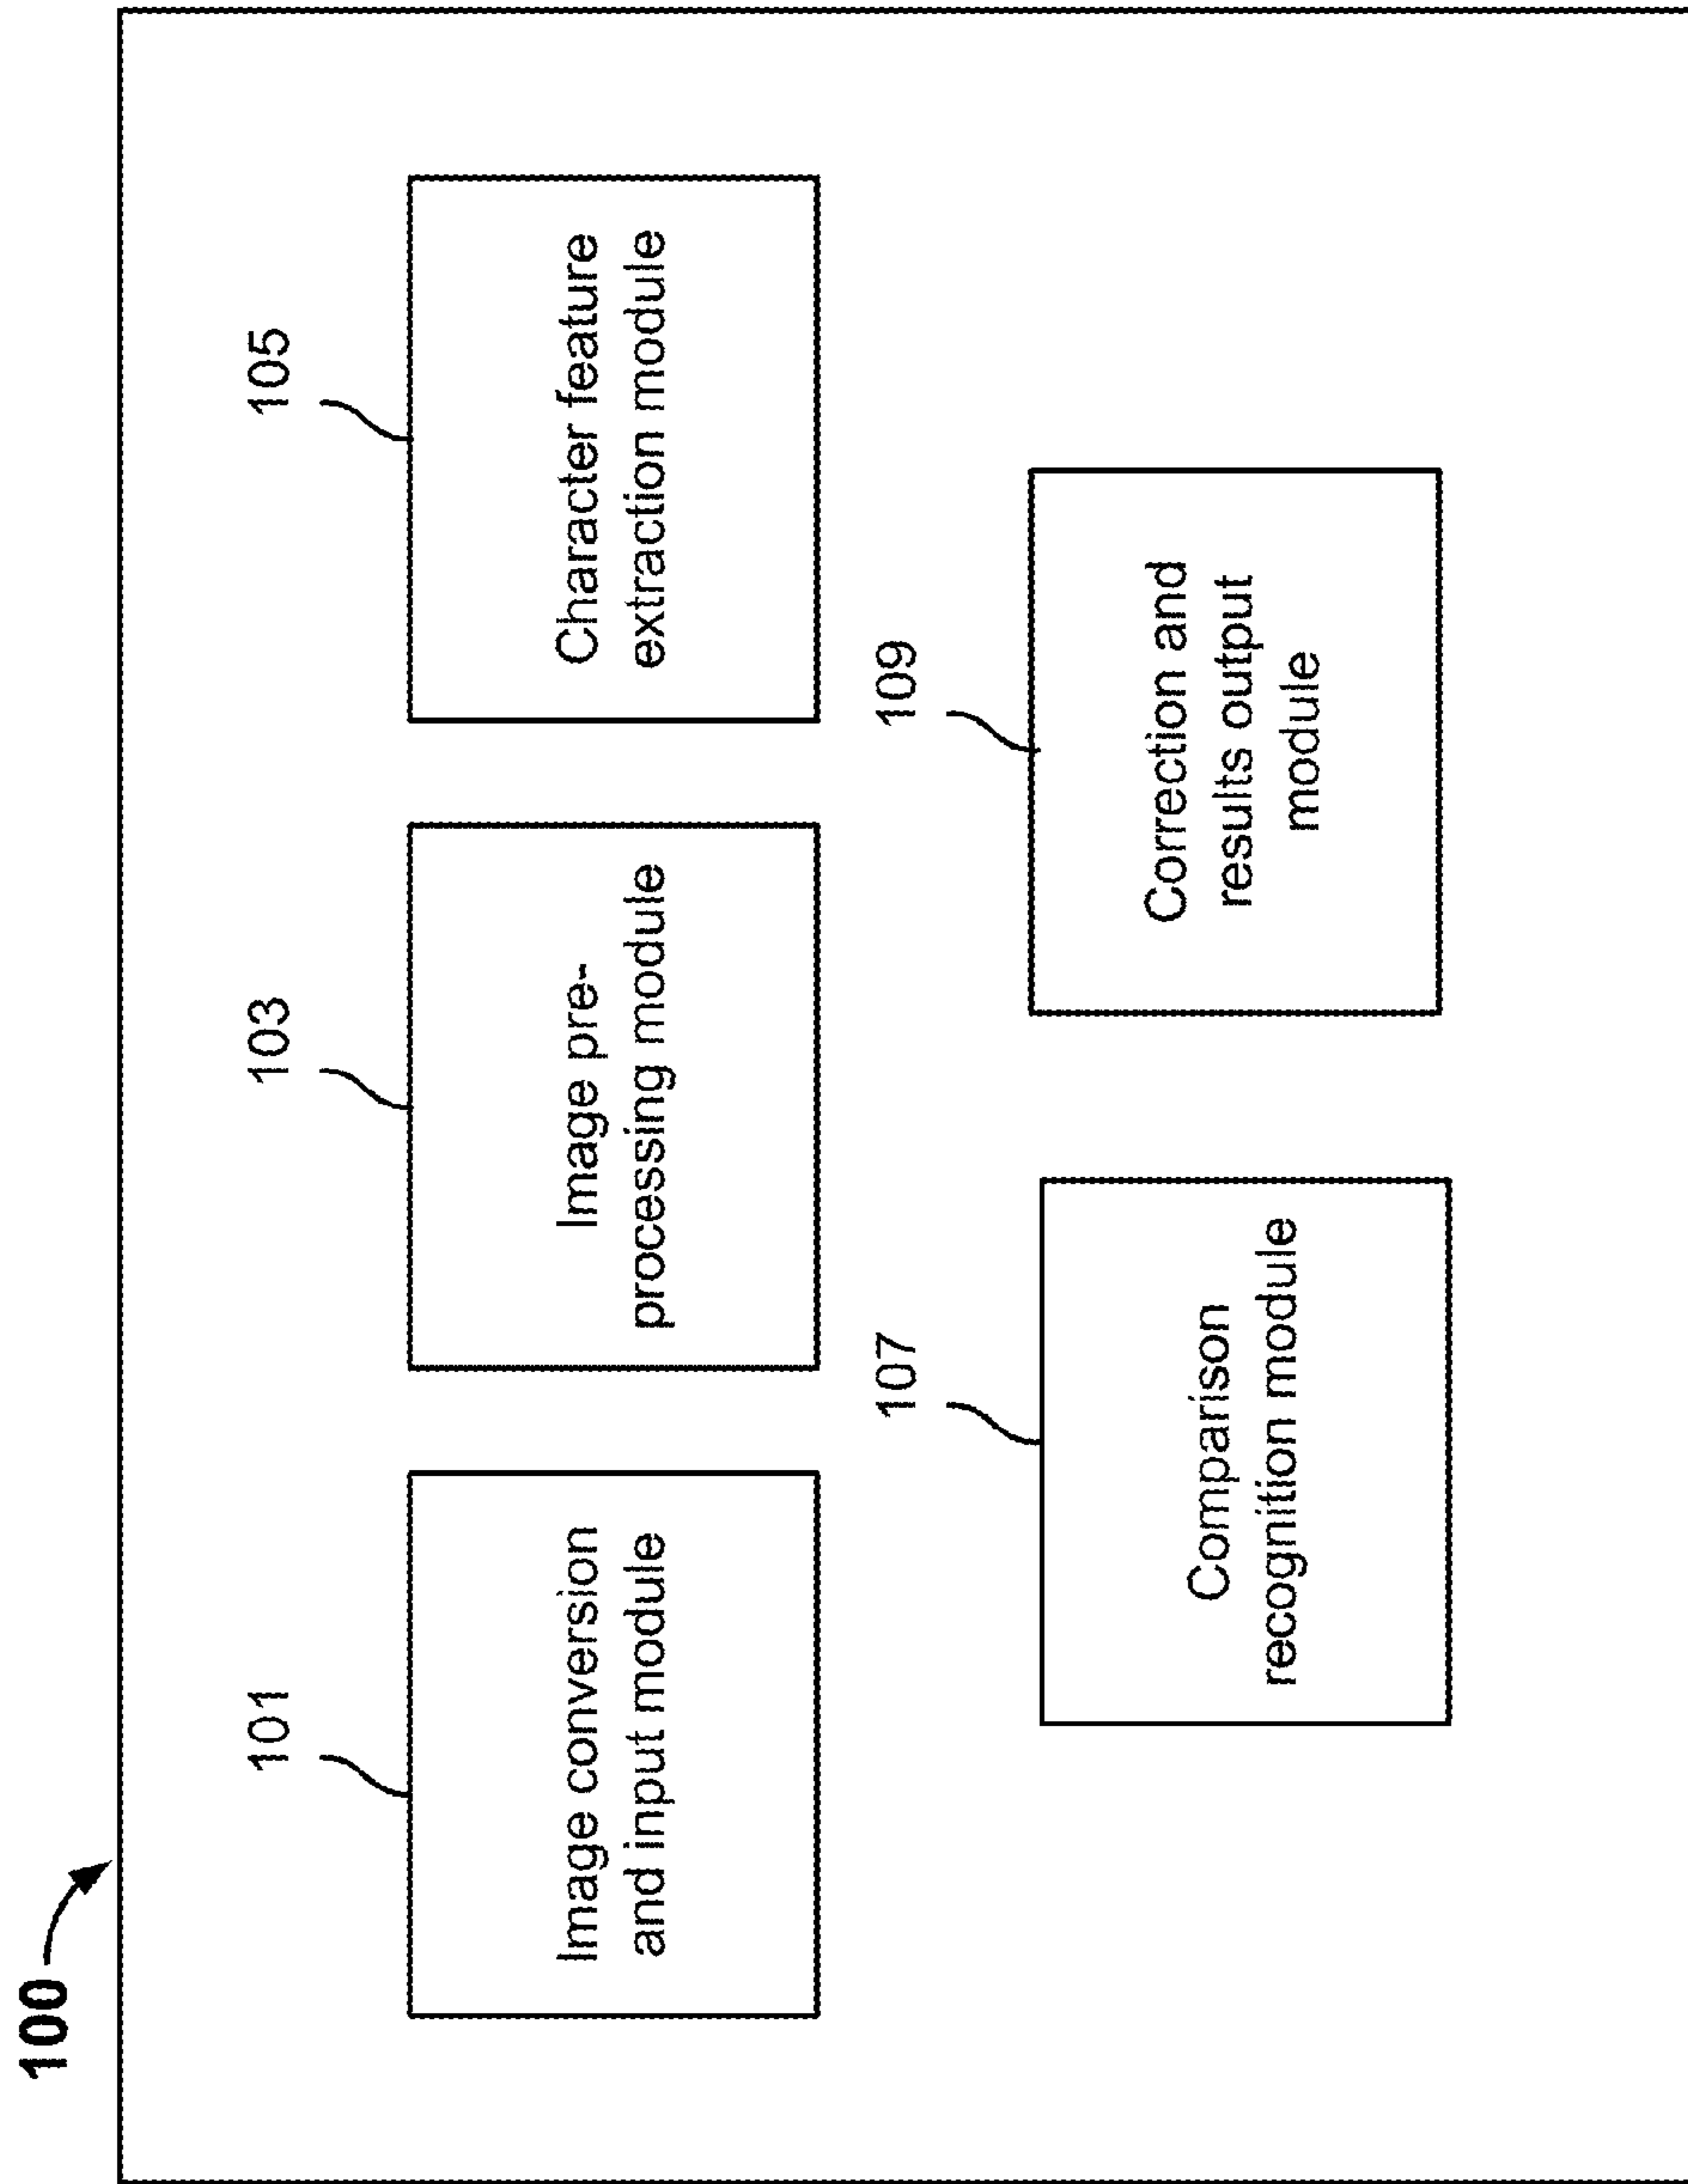 100
101
Image conversion
and input module
103
Image pre-
processing module
105
Character feature
extraction module
107
Comparison
recognition module
109
Correction and
results output
module